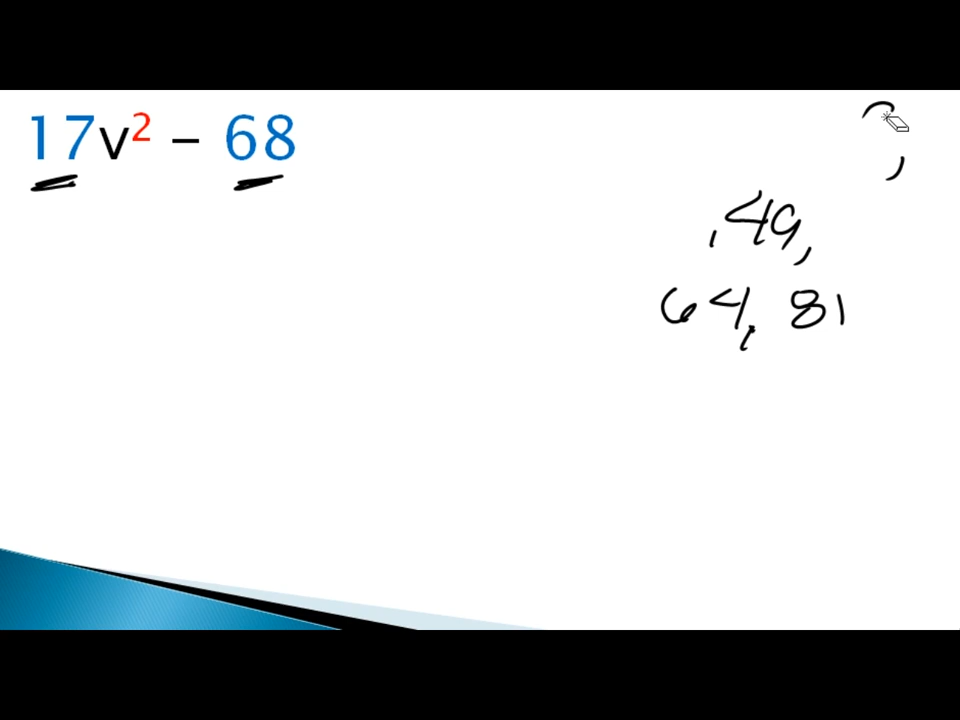 17v² – 68
, 49,
64, 81